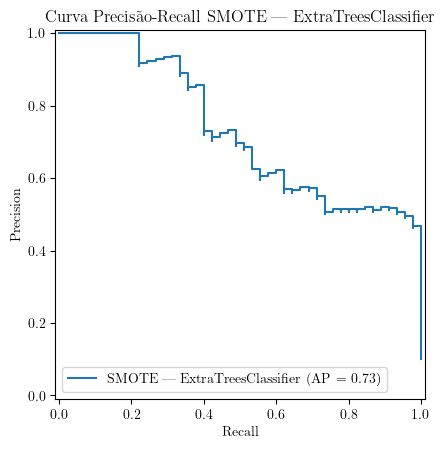 Curva Precisão-Recall SMOTE — ExtraTreesClassifier
1.0
0.8
0.6
0.4
0.2
0.0
Precision
SMOTE — ExtraTreesClassifier (AP = 0.73)
0.0 0.2 0.4 0.6 0.8 1.0
Recall